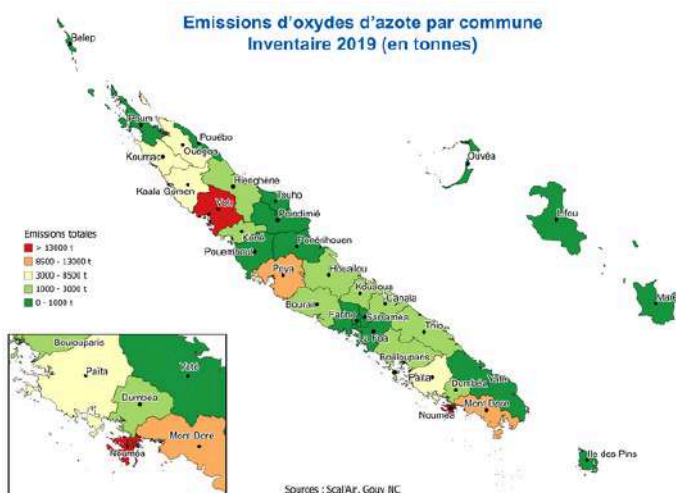 Emissions d'oxydes d'azote par commune
Inventaire 2019 (en tonnes)
Belep
Poum
Pouébo
Ouégoa
Koumac
Ouvéa
Hienghène
Kaala Gomen
Touho
Voh
Poindimié
Lifou
Koné
Ponérihouen
Pouembout
Emissions totales
> 13000 t
8500 - 13000 t
3000 - 8500 t
1000 - 3000 t
0 - 1000 t
Poya
Houaïlou
Kouaoua
Canala
Maré
Bourail
Farino
Sarraméa
La Foa
Thio
Boulouparis
Boulouparis
Païta
Yaté
Dumbéa
Mont Dore
Nouméa
Païta
Dumbéa
Yaté
Mont Dore
Nouméa
Ile des Pins
Sources : Scal'Air, Gouv NC